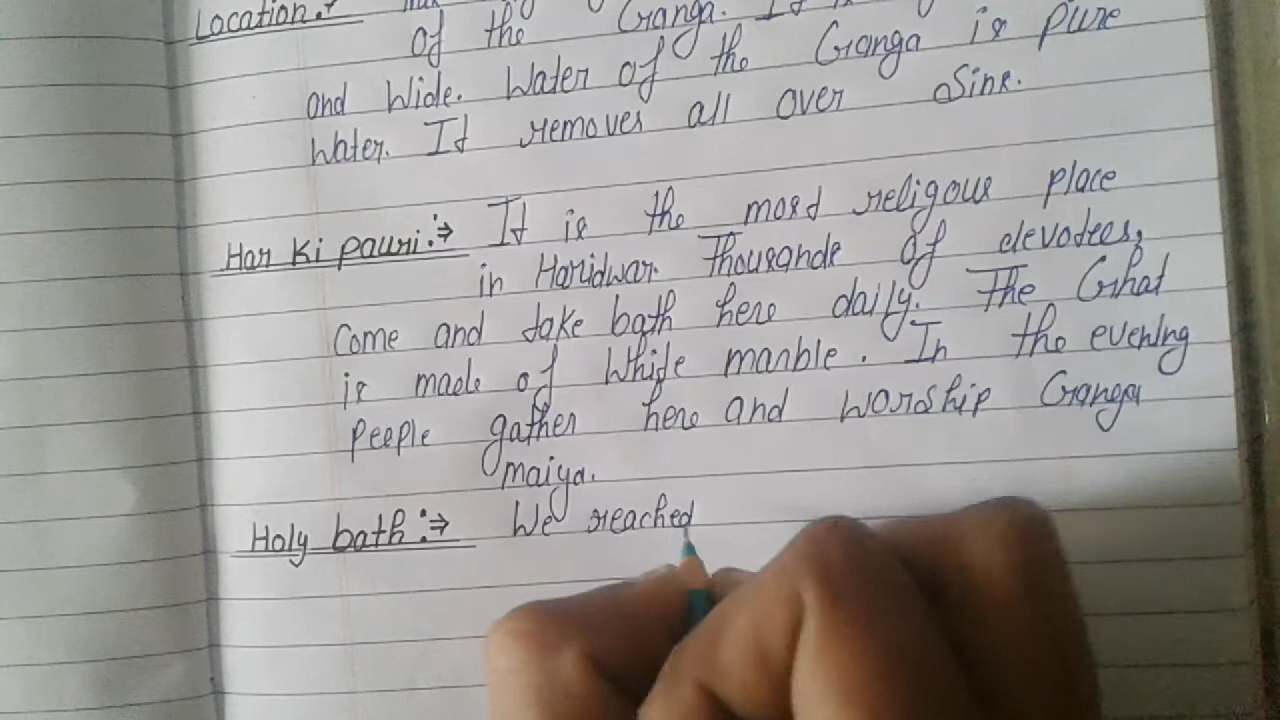 Location:→
of the Ganga. It
and Wide. Water of the Ganga is pure
Water. It removes all over Sins.
Har Ki pauri:⇒ It is the most religous place
in Haridwar. Thousands of devotees,
Come and take bath here daily. The Ghat
is made of white marble. In the evening
Peeple gather here and worship Ganga
maiya.
Holy bath:⇒ We reached